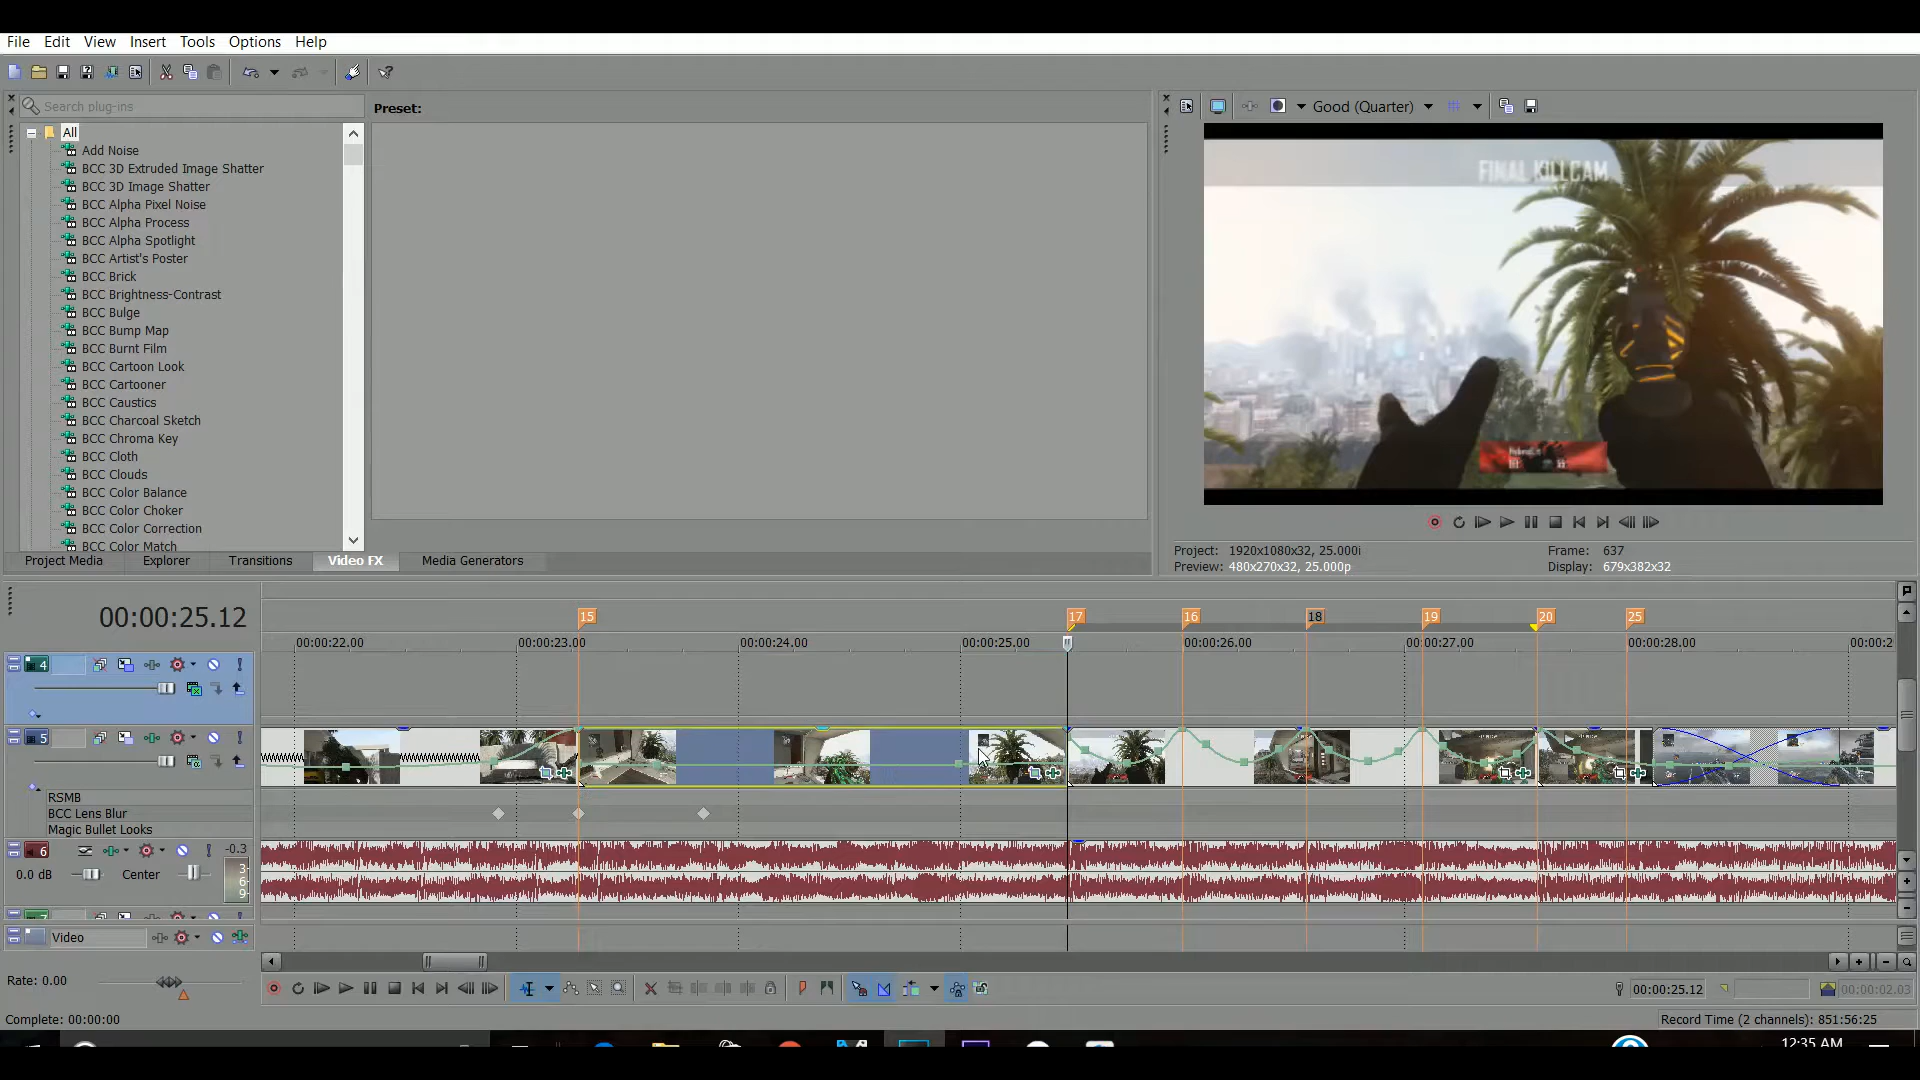 File Edit View Insert Tools Options Help
Search plug-ins
Preset:
Good (Quarter)
All
Add Noise
BCC 3D Extruded Image Shatter
BCC 3D Image Shatter
BCC Alpha Pixel Noise
BCC Alpha Process
BCC Alpha Spotlight
BCC Artist's Poster
BCC Brick
BCC Brightness-Contrast
BCC Bulge
BCC Bump Map
BCC Burnt Film
BCC Cartoon Look
BCC Cartooner
BCC Caustics
BCC Charcoal Sketch
BCC Chroma Key
BCC Cloth
BCC Clouds
BCC Color Balance
BCC Color Choker
BCC Color Correction
BCC Color Match
FINAL KILLCAM
Project Media Explorer Transitions Video FX Media Generators
Project: 1920x1080x32, 25.000i
Preview: 480x270x32, 25.000p
Frame: 637
Display: 679x382x32
00:00:25.12
15 17 16 18 19 20 25
00:00:22.00 00:00:23.00 00:00:24.00 00:00:25.00 00:00:26.00 00:00:27.00 00:00:28.00 00:00:2
4
5
RSMB
BCC Lens Blur
Magic Bullet Looks
6 -0.3
0.0 dB Center
3-
6-
9-
Video
Rate: 0.00
00:00:25.12
00:00:02.03
Complete: 00:00:00
Record Time (2 channels): 851:56:25
12:35 AM